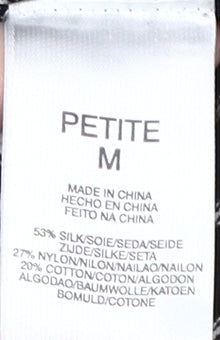 PETITE
M
MADE IN CHINA
HECHO EN CHINA
FEITO NA CHINA
53% SILK/SOIE/SEDA/SEIDE
ZIJDE/SILKE/SETA
27% NYLON/NILON/NAILAO/NAILON
20% COTTON/COTON/ALGODON
ALGODAO/BAUMWOLLE/KATOEN
BOMULD/COTONE